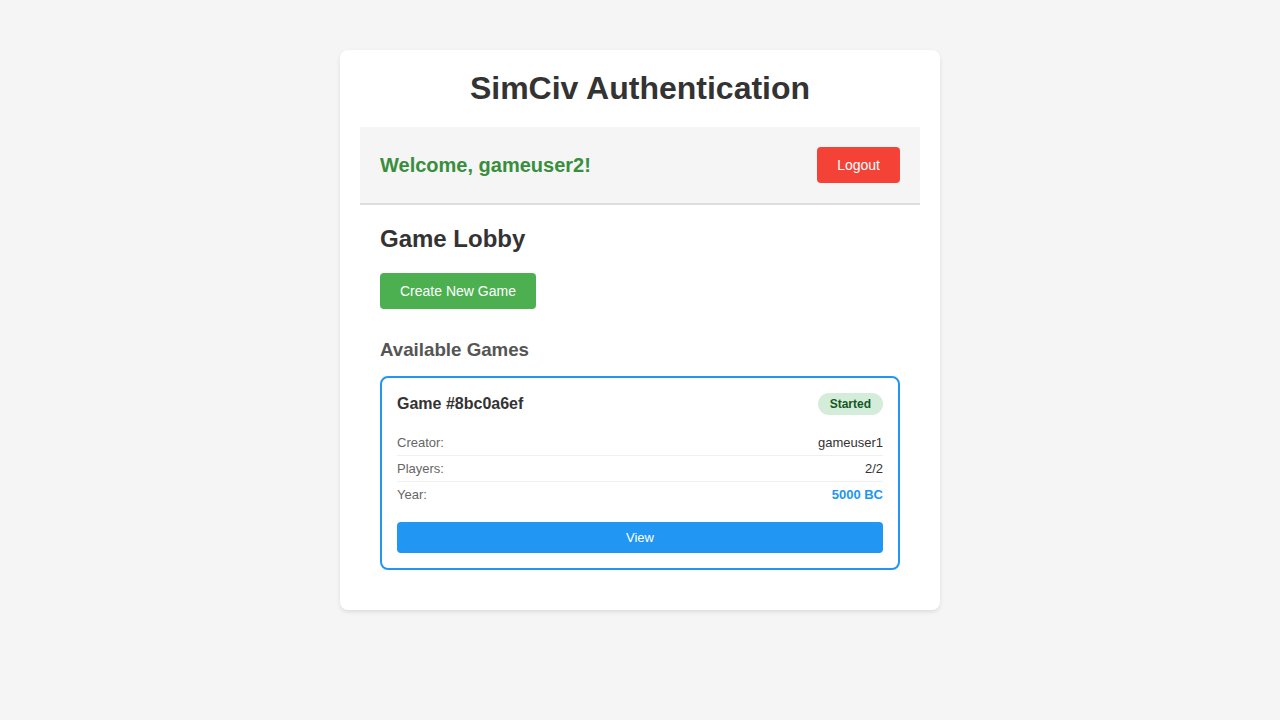 SimCiv Authentication
Welcome, gameuser2!
Logout
Game Lobby
Create New Game
Available Games
Game #8bc0a6ef
Started
Creator: gameuser1
Players: 2/2
Year: 5000 BC
View